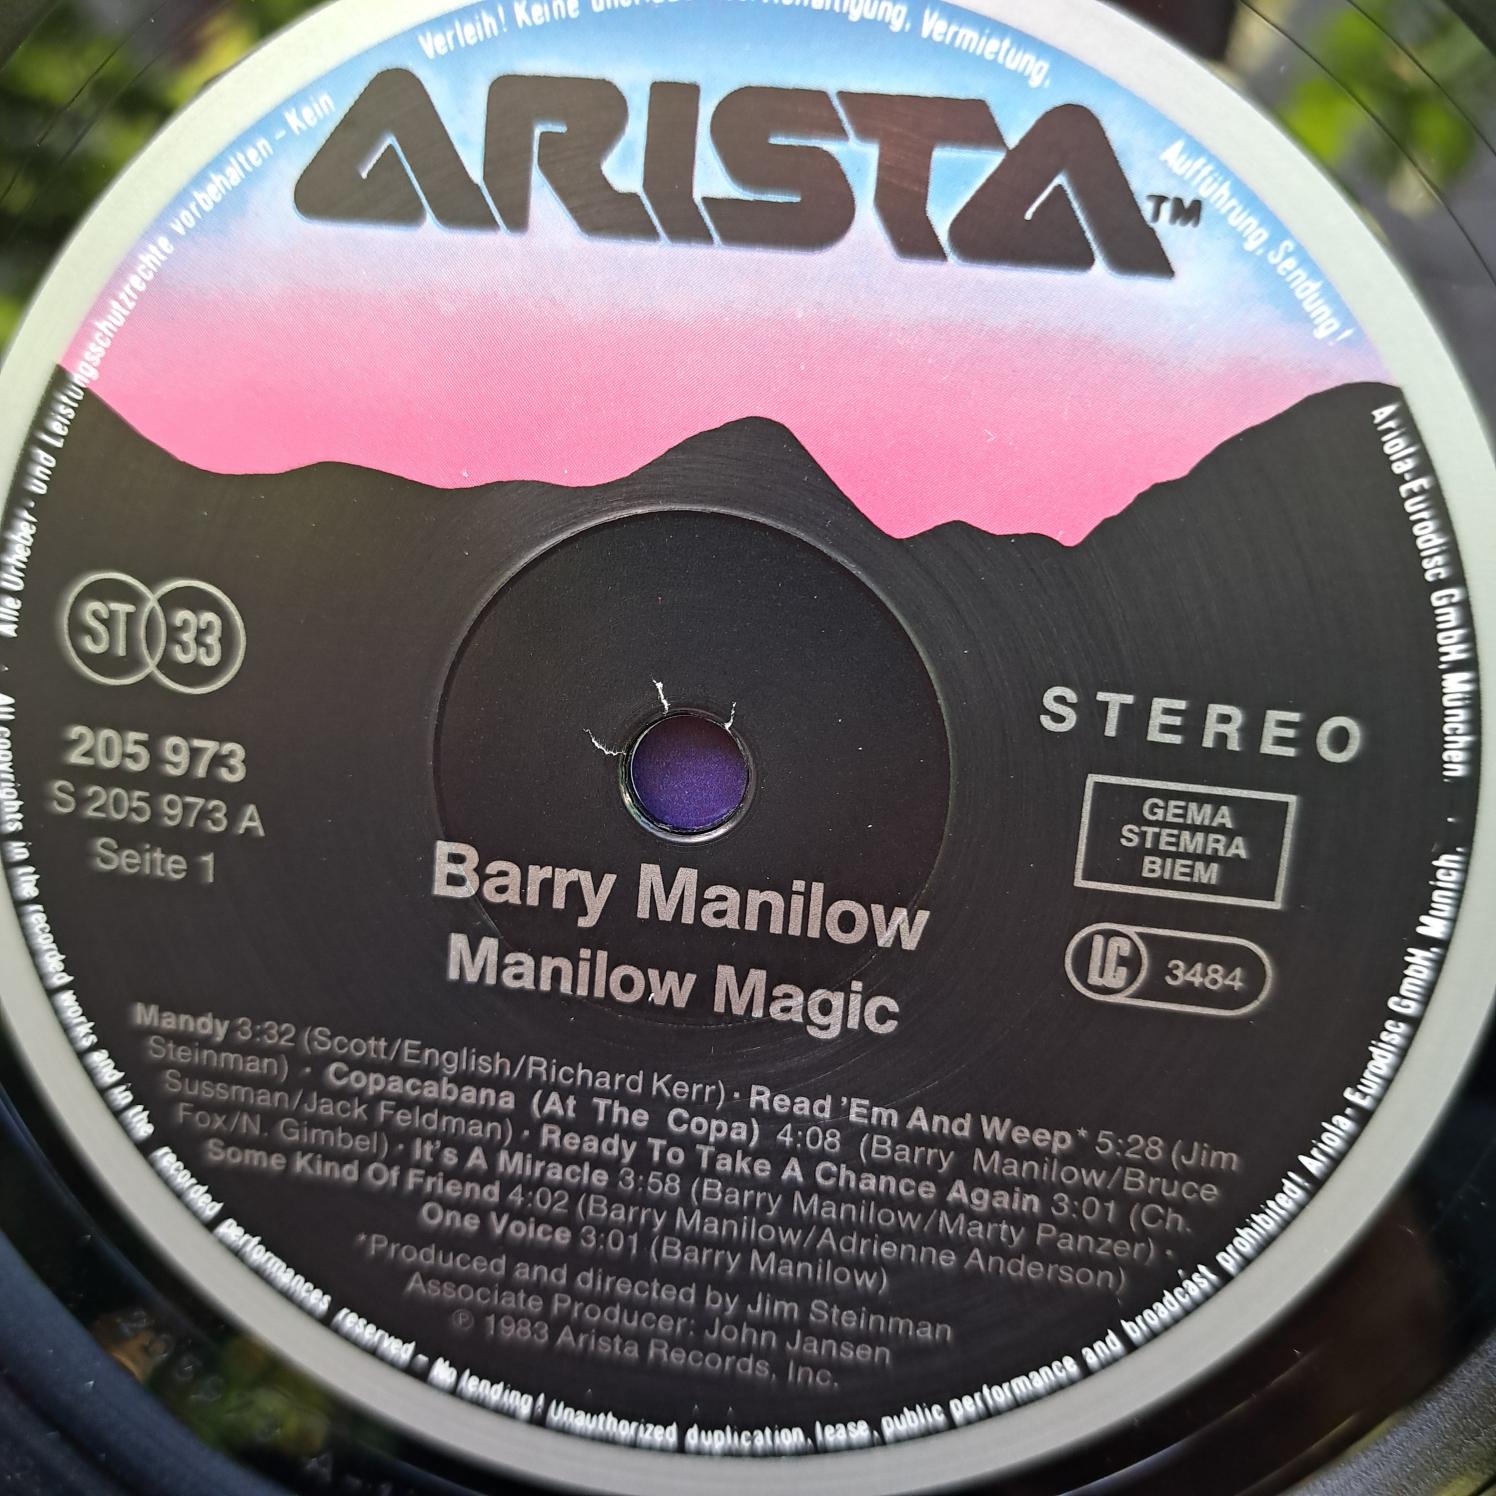 ARISTA™
ST 33
205 973
S 205 973 A
Seite 1
STEREO
GEMA
STEMRA
BIEM
LC 3484
Barry Manilow
Manilow Magic
Mandy 3:32 (Scott/English/Richard Kerr) · Read 'Em And Weep* 5:28 (Jim
Steinman) · Copacabana (At The Copa) 4:08 (Barry Manilow/Bruce
Sussman/Jack Feldman) · Ready To Take A Chance Again 3:01 (Ch.
Fox/N. Gimbel) · It's A Miracle 3:58 (Barry Manilow/Marty Panzer) ·
Some Kind Of Friend 4:02 (Barry Manilow/Adrienne Anderson)
One Voice 3:01 (Barry Manilow)
*Produced and directed by Jim Steinman
Associate Producer: John Jansen
℗ 1983 Arista Records, Inc.
Alle Urheber- und Leistungsschutzrechte vorbehalten - Kein Verleih! Keine Vermietung, Aufführung, Sendung! Ariola-Eurodisc GmbH, München.
All copyrights in the recorded works and in the recorded performances reserved - No lending! Unauthorized duplication, lease, public performance and broadcast prohibited! Ariola-Eurodisc GmbH, Munich.